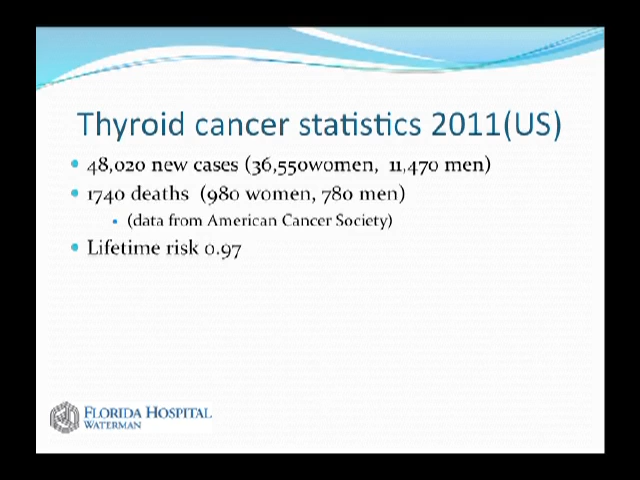 Thyroid cancer statistics 2011(US)
48,020 new cases (36,550women, 11,470 men)
1740 deaths (980 women, 780 men)
(data from American Cancer Society)
Lifetime risk 0.97
FLORIDA HOSPITAL
WATERMAN